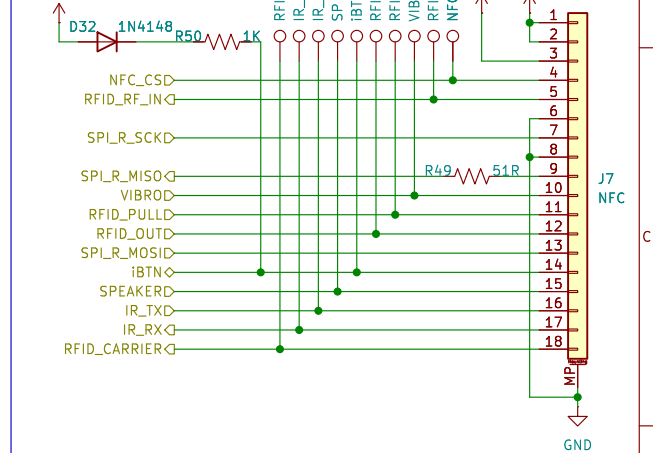 RFI IR_ IR_ SP iBT RFI RFI VIB RFI NFC
D32 1N4148
R50 1K
1
2
3
NFC_CS 4
RFID_RF_IN 5
6
SPI_R_SCK 7
8
SPI_R_MISO R49 51R 9
J7
VIBRO 10
NFC
RFID_PULL 11
RFID_OUT 12
C
SPI_R_MOSI 13
iBTN 14
SPEAKER 15
IR_TX 16
IR_RX 17
RFID_CARRIER 18
MP
GND